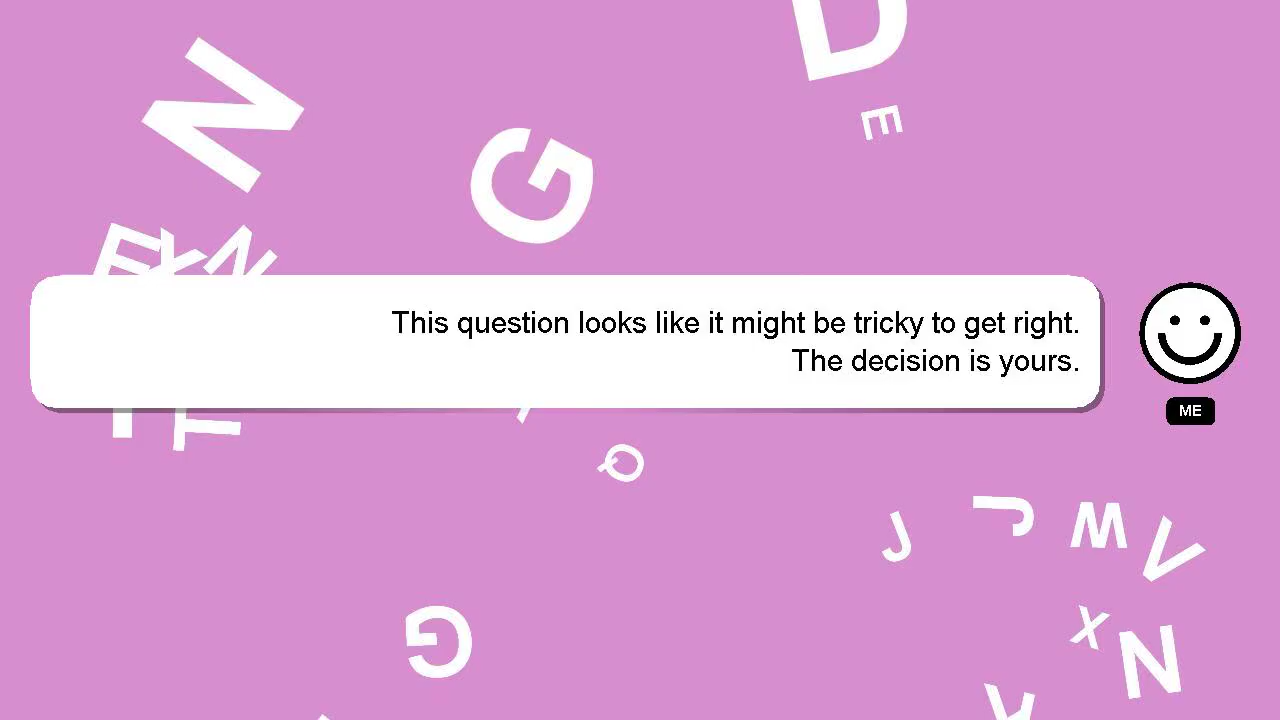 D
N
E
G
E
X
N
This question looks like it might be tricky to get right.
The decision is yours.
ME
T
Q
J
J
W
V
G
X
N